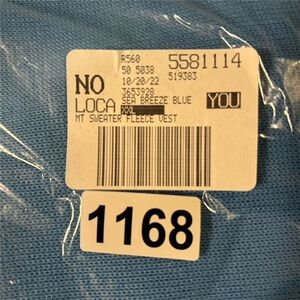 R560 5581114
50 5038 519383
NO 10/20/22
3653928
LOCA SEA BREEZE BLUE YOU
XXL
MT SWEATER FLEECE VEST
1168